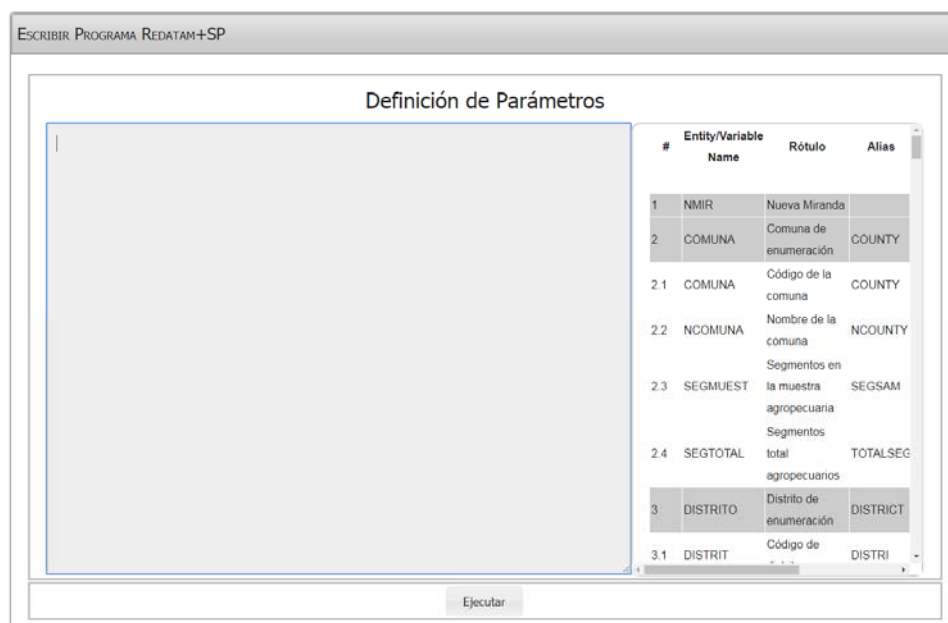 Escribir Programa Redatam+SP
Definición de Parámetros
# Entity/Variable Name Rótulo Alias
1 NMIR Nueva Miranda
2 COMUNA Comuna de enumeración COUNTY
2.1 COMUNA Código de la comuna COUNTY
2.2 NCOMUNA Nombre de la comuna NCOUNTY
2.3 SEGMUEST Segmentos en la muestra agropecuaria SEGSAM
2.4 SEGTOTAL Segmentos total agropecuarios TOTALSEG
3 DISTRITO Distrito de enumeración DISTRICT
3.1 DISTRIT Código de DISTRI
Ejecutar